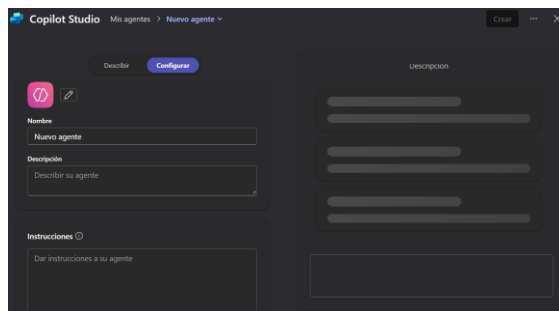 Copilot Studio Mis agentes > Nuevo agente
Crear
Describir Configurar
Nombre
Nuevo agente
Descripción
Describir su agente
Instrucciones
Dar instrucciones a su agente
Descripción